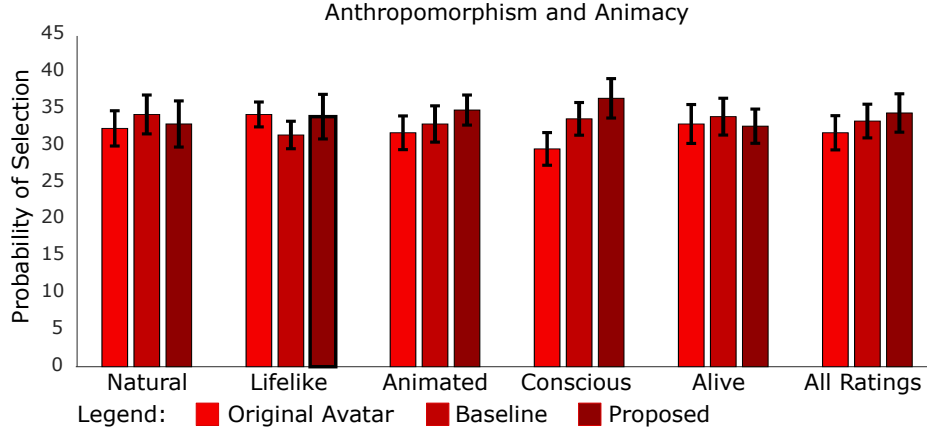 Anthropomorphism and Animacy
Probability of Selection
45
40
35
30
25
20
15
10
5
0
Natural Lifelike Animated Conscious Alive All Ratings
Legend: Original Avatar Baseline Proposed